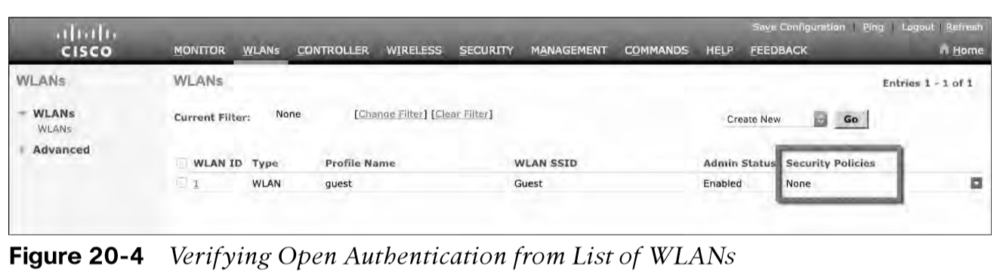 Save Configuration | Ping | Logout | Refresh
CISCO MONITOR WLANs CONTROLLER WIRELESS SECURITY MANAGEMENT COMMANDS HELP FEEDBACK Home
WLANs
WLANs
WLANs
Advanced
WLANs
Entries 1 - 1 of 1
Current Filter: None [Change Filter] [Clear Filter]
Create New Go
WLAN ID Type Profile Name WLAN SSID Admin Status Security Policies
1 WLAN guest Guest Enabled None
Figure 20-4 Verifying Open Authentication from List of WLANs